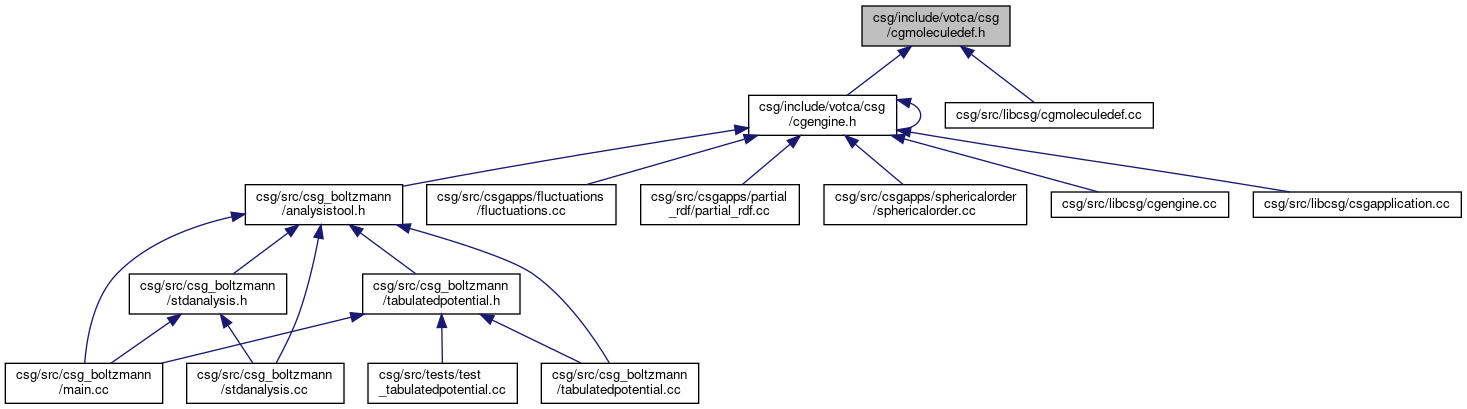 csg/include/votca/csg
/cgmoleculedef.h
csg/include/votca/csg
/cgengine.h
csg/src/libcsg/cgmoleculedef.cc
csg/src/csg_boltzmann
/analysistool.h
csg/src/csgapps/fluctuations
/fluctuations.cc
csg/src/csgapps/partial
_rdf/partial_rdf.cc
csg/src/csgapps/sphericalorder
/sphericalorder.cc
csg/src/libcsg/cgengine.cc
csg/src/libcsg/csgapplication.cc
csg/src/csg_boltzmann
/stdanalysis.h
csg/src/csg_boltzmann
/tabulatedpotential.h
csg/src/csg_boltzmann
/main.cc
csg/src/csg_boltzmann
/stdanalysis.cc
csg/src/tests/test
_tabulatedpotential.cc
csg/src/csg_boltzmann
/tabulatedpotential.cc